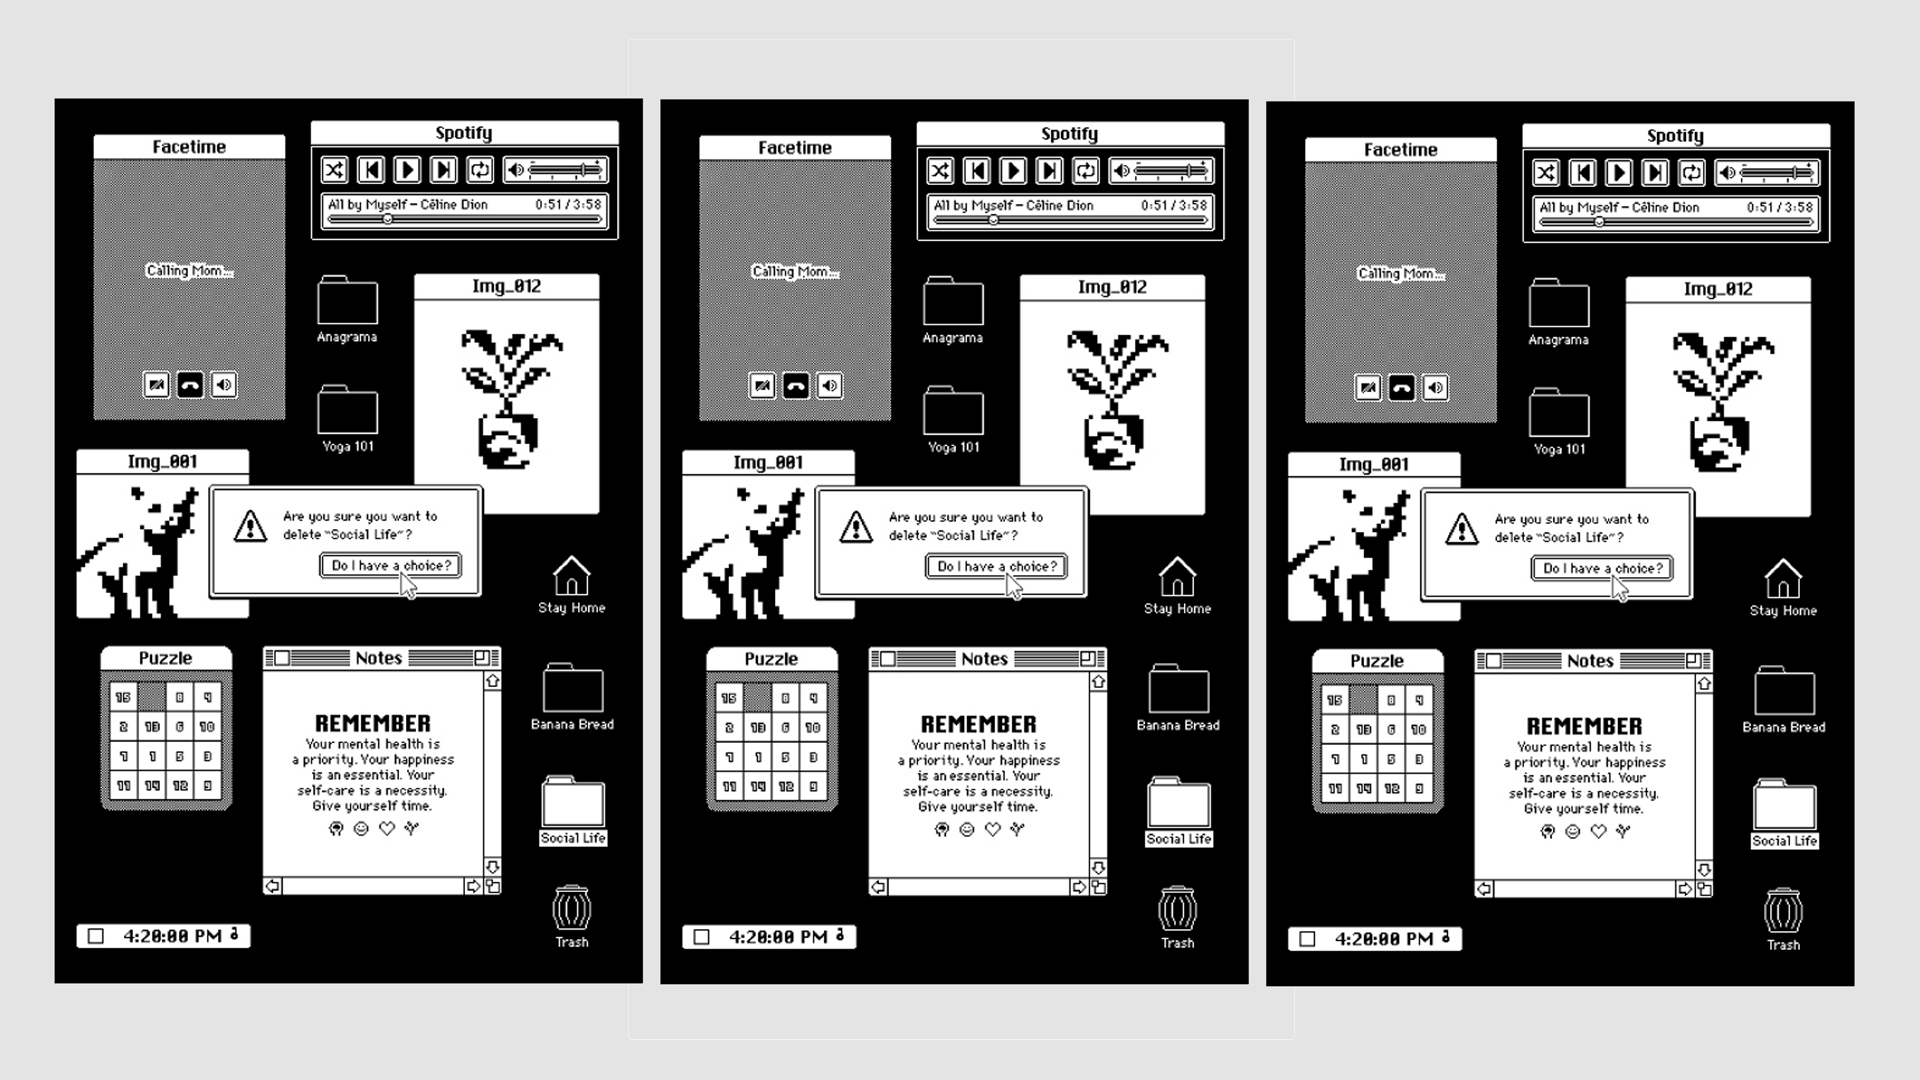 Facetime
Calling Mom...
Spotify
All by Myself – Céline Dion 0:51 / 3:58
Anagrama
Yoga 101
Img_012
Img_001
Are you sure you want to
delete “Social Life”?
Do I have a choice?
Stay Home
Puzzle
15 8 4
2 13 6 10
7 1 5 3
11 14 12 9
Notes
REMEMBER
Your mental health is
a priority. Your happiness
is an essential. Your
self-care is a necessity.
Give yourself time.
Banana Bread
Social Life
Trash
4:20:00 PM
Facetime
Calling Mom...
Spotify
All by Myself – Céline Dion 0:51 / 3:58
Anagrama
Yoga 101
Img_012
Img_001
Are you sure you want to
delete “Social Life”?
Do I have a choice?
Stay Home
Puzzle
15 8 4
2 13 6 10
7 1 5 3
11 14 12 9
Notes
REMEMBER
Your mental health is
a priority. Your happiness
is an essential. Your
self-care is a necessity.
Give yourself time.
Banana Bread
Social Life
Trash
4:20:00 PM
Facetime
Calling Mom...
Spotify
All by Myself – Céline Dion 0:51 / 3:58
Anagrama
Yoga 101
Img_012
Img_001
Are you sure you want to
delete “Social Life”?
Do I have a choice?
Stay Home
Puzzle
15 8 4
2 13 6 10
7 1 5 3
11 14 12 9
Notes
REMEMBER
Your mental health is
a priority. Your happiness
is an essential. Your
self-care is a necessity.
Give yourself time.
Banana Bread
Social Life
Trash
4:20:00 PM